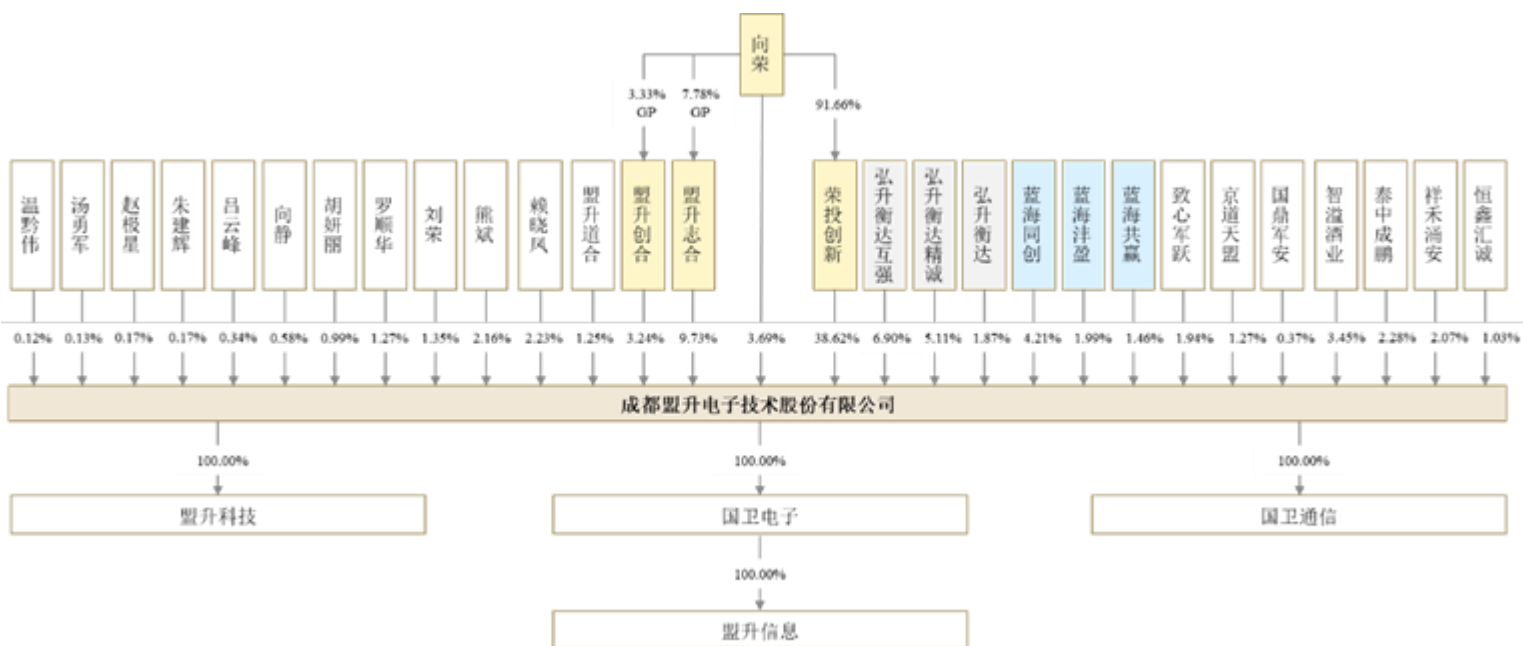 向荣
3.33%
GP
7.78%
GP
91.66%
温黔伟
汤勇军
赵极星
朱建辉
吕云峰
向静
胡妍丽
罗顺华
刘荣
熊斌
赖晓凤
盟升道合
盟升创合
盟升志合
荣投创新
弘升衡达互强
弘升衡达精诚
弘升衡达
蓝海同创
蓝海沣盈
蓝海共赢
致心军跃
京道天盟
国鼎军安
智溢酒业
泰中成鹏
祥禾涌安
恒鑫汇诚
0.12% 0.13% 0.17% 0.17% 0.34% 0.58% 0.99% 1.27% 1.35% 2.16% 2.23% 1.25% 3.24% 9.73% 3.69% 38.62% 6.90% 5.11% 1.87% 4.21% 1.99% 1.46% 1.94% 1.27% 0.37% 3.45% 2.28% 2.07% 1.03%
成都盟升电子技术股份有限公司
100.00% 100.00% 100.00%
盟升科技 国卫电子 国卫通信
100.00%
盟升信息